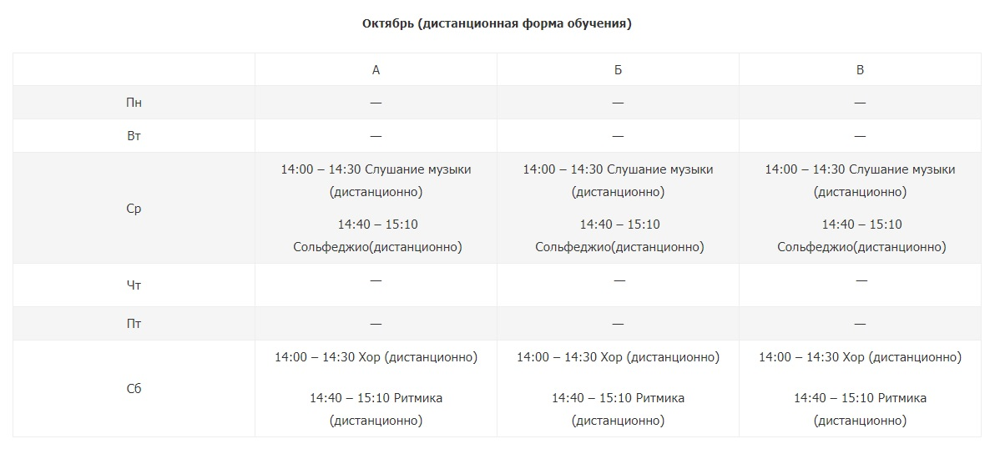 Октябрь (дистанционная форма обучения)
А Б В
Пн — — —
Вт — — —
Ср
14:00 – 14:30 Слушание музыки 14:00 – 14:30 Слушание музыки 14:00 – 14:30 Слушание музыки
(дистанционно) (дистанционно) (дистанционно)
14:40 – 15:10 14:40 – 15:10 14:40 – 15:10
Сольфеджио(дистанционно) Сольфеджио(дистанционно) Сольфеджио(дистанционно)
Чт — — —
Пт — — —
Сб
14:00 – 14:30 Хор (дистанционно) 14:00 – 14:30 Хор (дистанционно) 14:00 – 14:30 Хор (дистанционно)
14:40 – 15:10 Ритмика 14:40 – 15:10 Ритмика 14:40 – 15:10 Ритмика
(дистанционно) (дистанционно) (дистанционно)